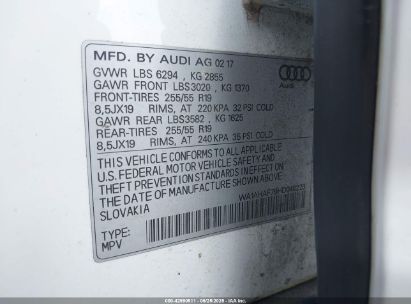 MFD. BY AUDI AG 02 17
GVWR LBS 6294 , KG 2855
GAWR FRONT LBS3020 , KG 1370
FRONT-TIRES 255/55 R19
8,5JX19 RIMS, AT 220 KPA 32 PSI COLD
GAWR REAR LBS3582 , KG 1625
REAR-TIRES 255/55 R19
8,5JX19 RIMS, AT 240 KPA 35 PSI COLD
THIS VEHICLE CONFORMS TO ALL APPLICABLE
U.S. FEDERAL MOTOR VEHICLE SAFETY AND
THEFT PREVENTION STANDARDS IN EFFECT
ON THE DATE OF MANUFACTURE SHOWN ABOVE.
SLOVAKIA
TYPE:
MPV
Audi